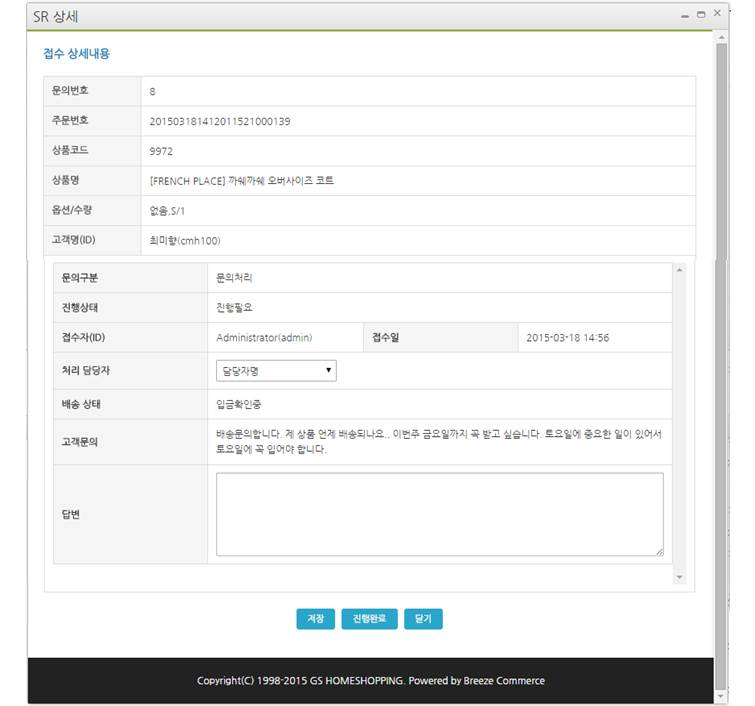 SR 상세
접수 상세내용
문의번호 8
주문번호 201503181412011521000139
상품코드 9972
상품명 [FRENCH PLACE] 까쉐까쉐 오버사이즈 코트
옵션/수량 없음,S/1
고객명(ID) 최미향(cmh100)
문의구분 문의처리
진행상태 진행필요
접수자(ID) Administrator(admin) 접수일 2015-03-18 14:56
처리 담당자 담당자명
배송 상태 입금확인중
고객문의 배송문의합니다. 제 상품 언제 배송되나요.. 이번주 금요일까지 꼭 받고 싶습니다. 토요일에 중요한 일이 있어서
토요일에 꼭 입어야 합니다.
답변
저장 진행완료 닫기
Copyright(C) 1998-2015 GS HOMESHOPPING. Powered by Breeze Commerce